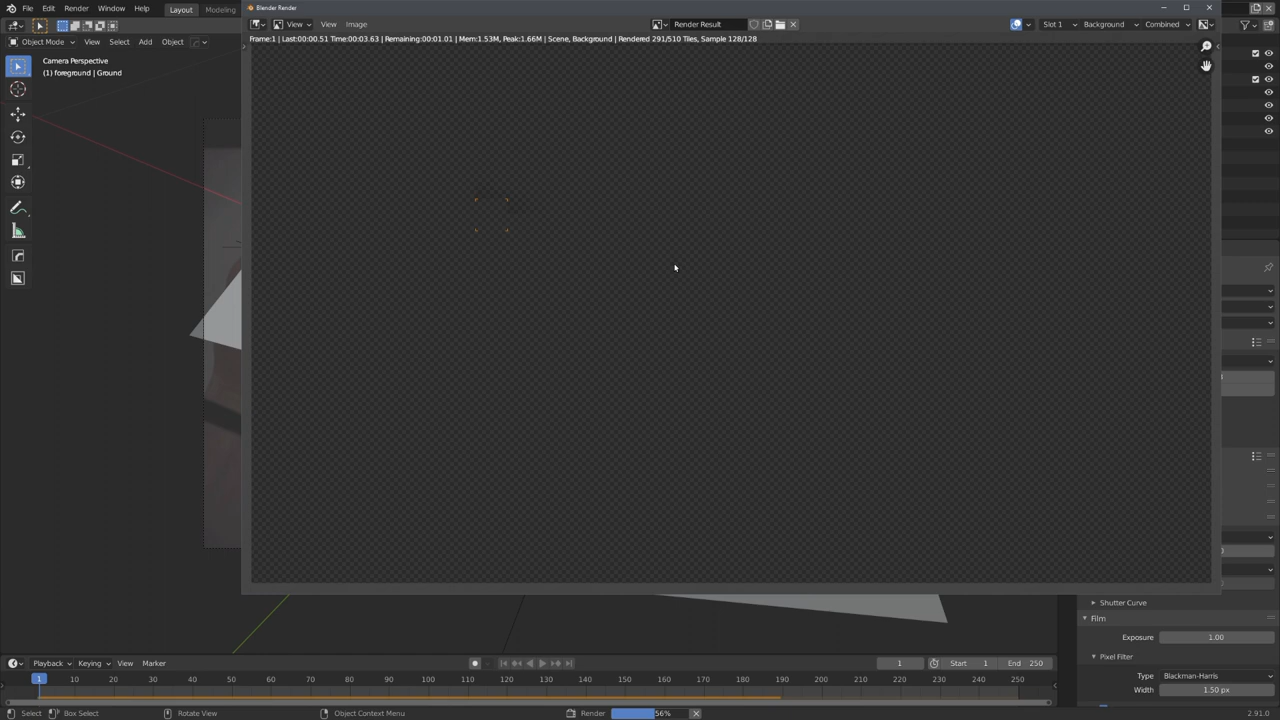 Blender Render
File Edit Render Window Help Layout Modeling
View View Image Render Result Slot 1 Background Combined
Object Mode View Select Add Object
Frame:1 | Last:00:00.51 Time:00:03.63 | Remaining:00:01.01 | Mem:1.53M, Peak:1.66M | Scene, Background | Rendered 291/510 Tiles, Sample 128/128
Camera Perspective
(1) foreground | Ground
Shutter Curve
Film
Exposure 1.00
Pixel Filter
Type Blackman-Harris
Width 1.50 px
Playback Keying View Marker 1 Start 1 End 250
1 10 20 30 40 50 60 70 80 90 100 110 120 130 140 150 160 170 180 190 200 210 220 230 240 250
Select Box Select Rotate View Object Context Menu Render 56% 2.91.0